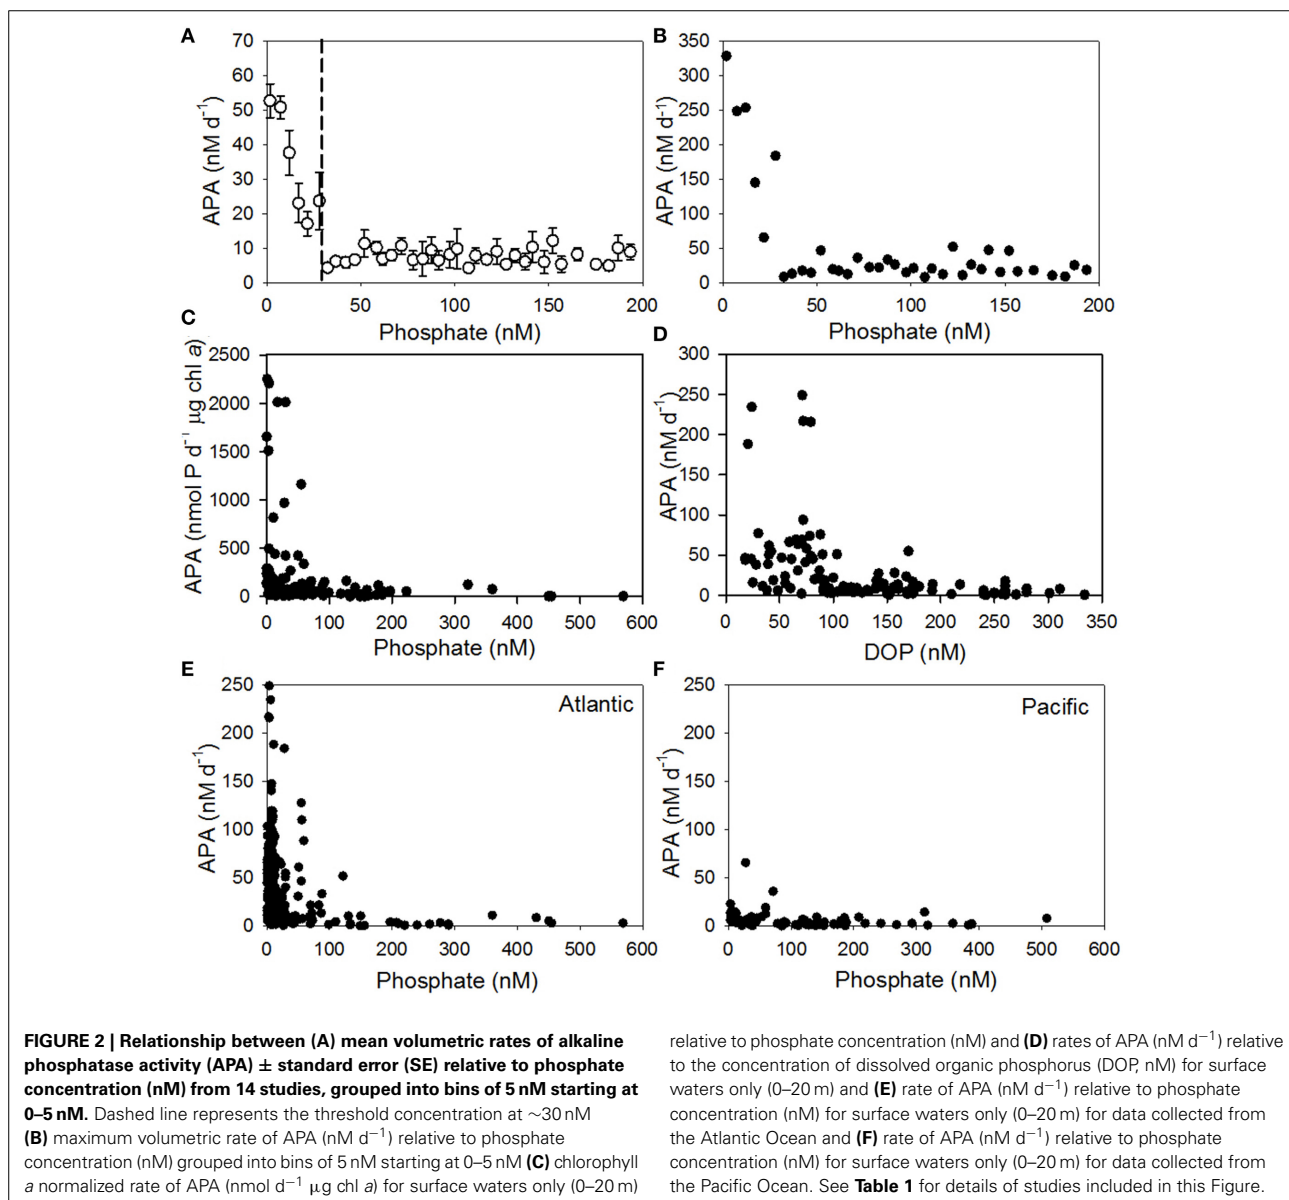 A
70
60
50
40
30
20
10
0
APA (nM d⁻¹)
0 50 100 150 200
Phosphate (nM)
B
350
300
250
200
150
100
50
0
APA (nM d⁻¹)
50 100 150 200
Phosphate (nM)
C
2500
2000
1500
1000
500
0
APA (nmol P d⁻¹ µg chl a)
0 100 200 300 400 500 600
Phosphate (nM)
D
300
250
200
150
100
50
0
APA (nM d⁻¹)
0 50 100 150 200 250 300 350
DOP (nM)
E
250
200
150
100
50
0
APA (nM d⁻¹)
Atlantic
0 100 200 300 400 500 600
Phosphate (nM)
F
250
200
150
100
50
0
APA (nM d⁻¹)
Pacific
0 100 200 300 400 500 600
Phosphate (nM)
FIGURE 2 | Relationship between (A) mean volumetric rates of alkaline
phosphatase activity (APA) ± standard error (SE) relative to phosphate
concentration (nM) from 14 studies, grouped into bins of 5 nM starting at
0–5 nM. Dashed line represents the threshold concentration at ∼30 nM
(B) maximum volumetric rate of APA (nM d⁻¹) relative to phosphate
concentration (nM) grouped into bins of 5 nM starting at 0–5 nM (C) chlorophyll
a normalized rate of APA (nmol d⁻¹ µg chl a) for surface waters only (0–20 m)
relative to phosphate concentration (nM) and (D) rates of APA (nM d⁻¹) relative
to the concentration of dissolved organic phosphorus (DOP, nM) for surface
waters only (0–20 m) and (E) rate of APA (nM d⁻¹) relative to phosphate
concentration (nM) for surface waters only (0–20 m) for data collected from
the Atlantic Ocean and (F) rate of APA (nM d⁻¹) relative to phosphate
concentration (nM) for surface waters only (0–20 m) for data collected from
the Pacific Ocean. See Table 1 for details of studies included in this Figure.